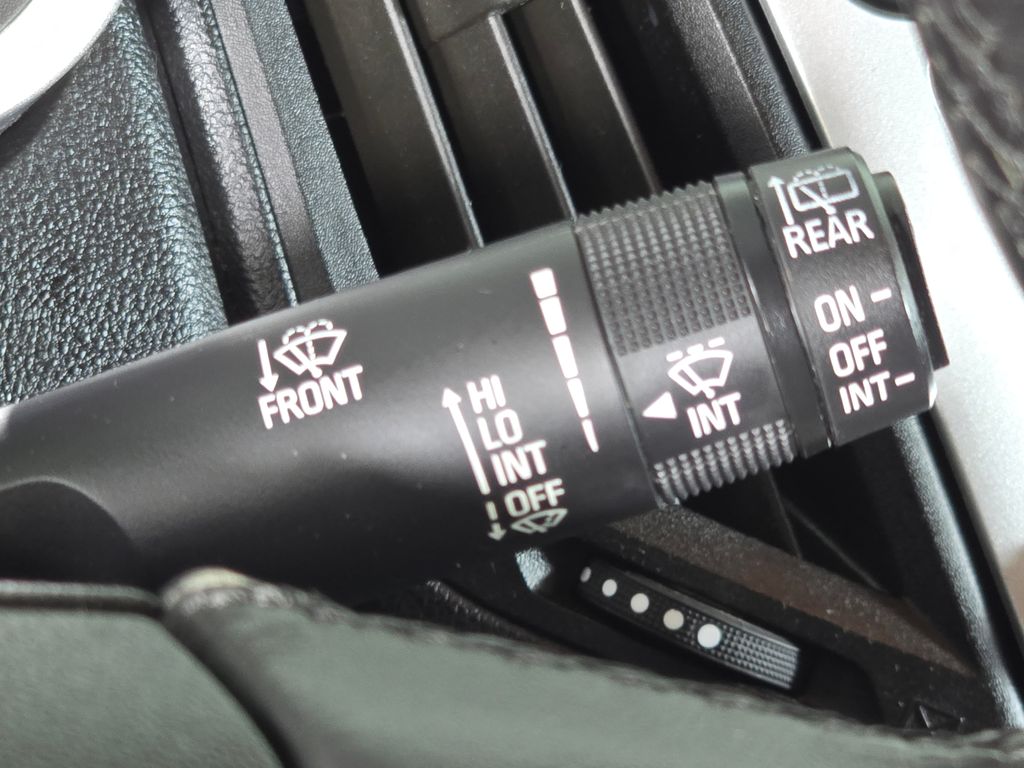 FRONT
HI
LO
INT
OFF
INT
REAR
ON
OFF
INT